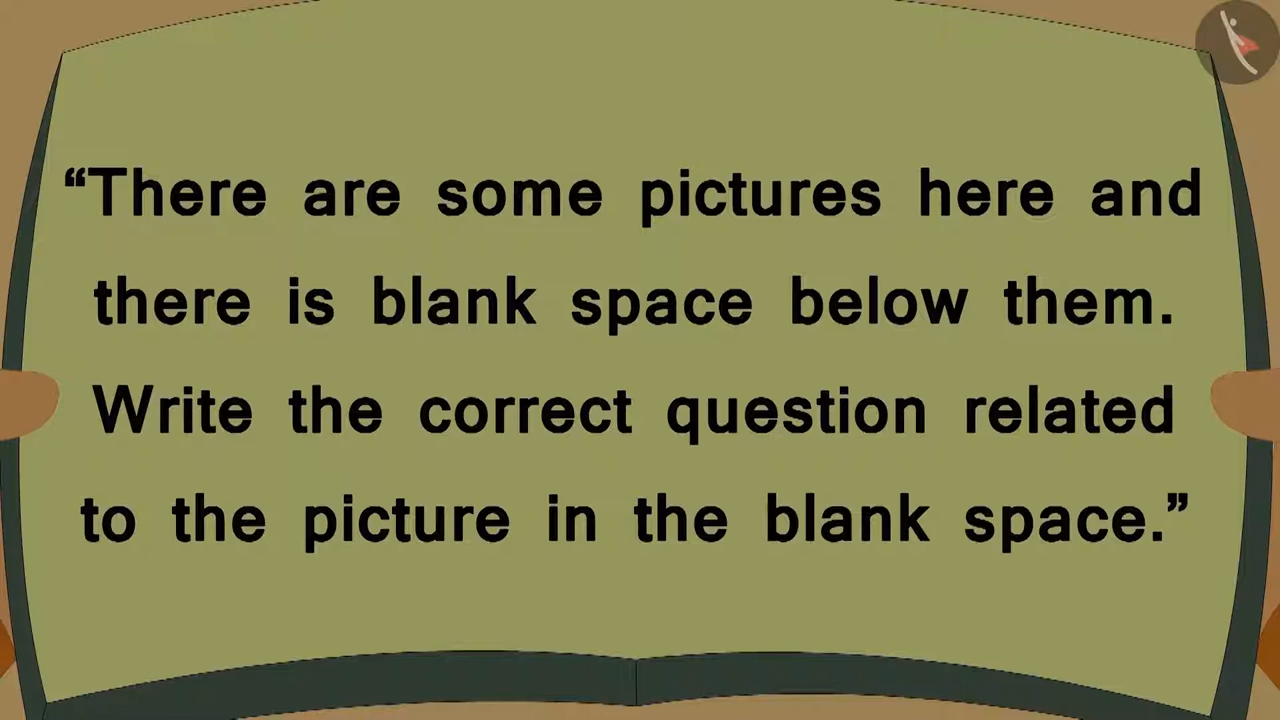 “There are some pictures here and
there is blank space below them.
Write the correct question related
to the picture in the blank space.”